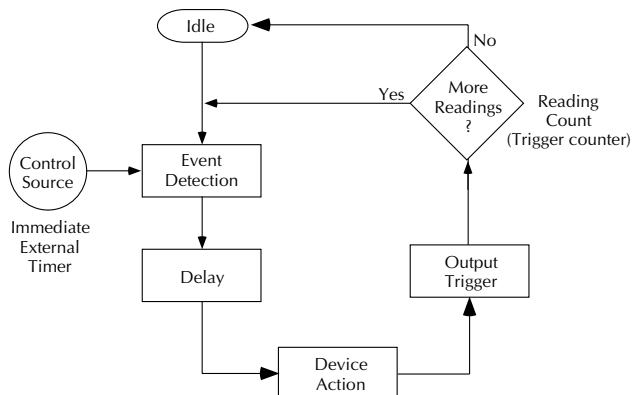 Idle
No
Yes
More
Readings
?
Reading
Count
(Trigger counter)
Control
Source
Event
Detection
Immediate
External
Timer
Delay
Output
Trigger
Device
Action